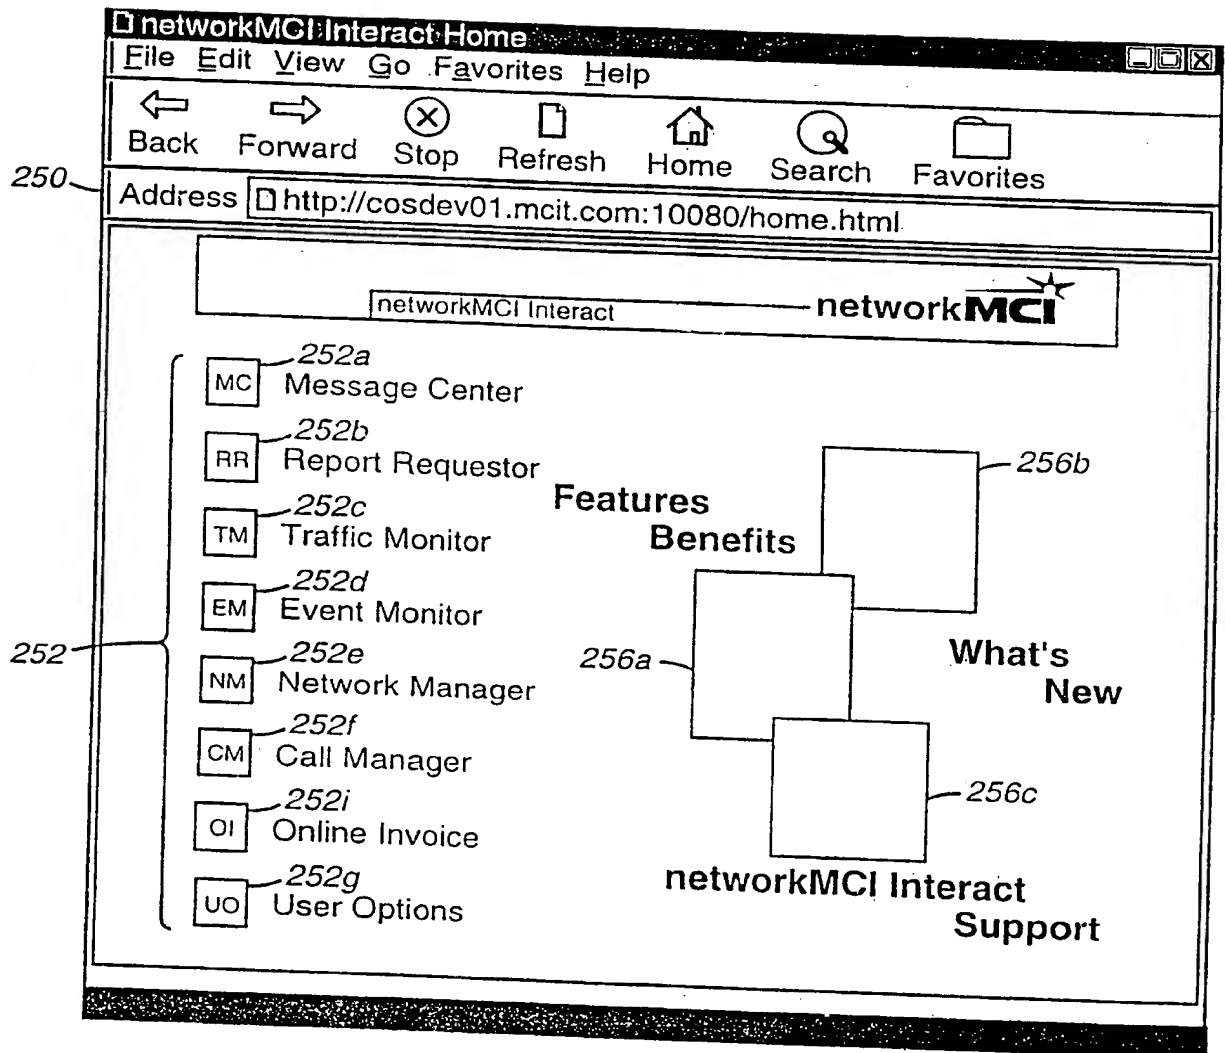 networkMCI Interact Home
File Edit View Go Favorites Help
Back Forward Stop Refresh Home Search Favorites
250
Address http://cosdev01.mcit.com:10080/home.html
networkMCI Interact networkMCI
252
MC 252a Message Center
RR 252b Report Requestor
TM 252c Traffic Monitor
EM 252d Event Monitor
NM 252e Network Manager
CM 252f Call Manager
OI 252i Online Invoice
UO 252g User Options
Features
Benefits
256b
256a
What's
New
256c
networkMCI Interact
Support